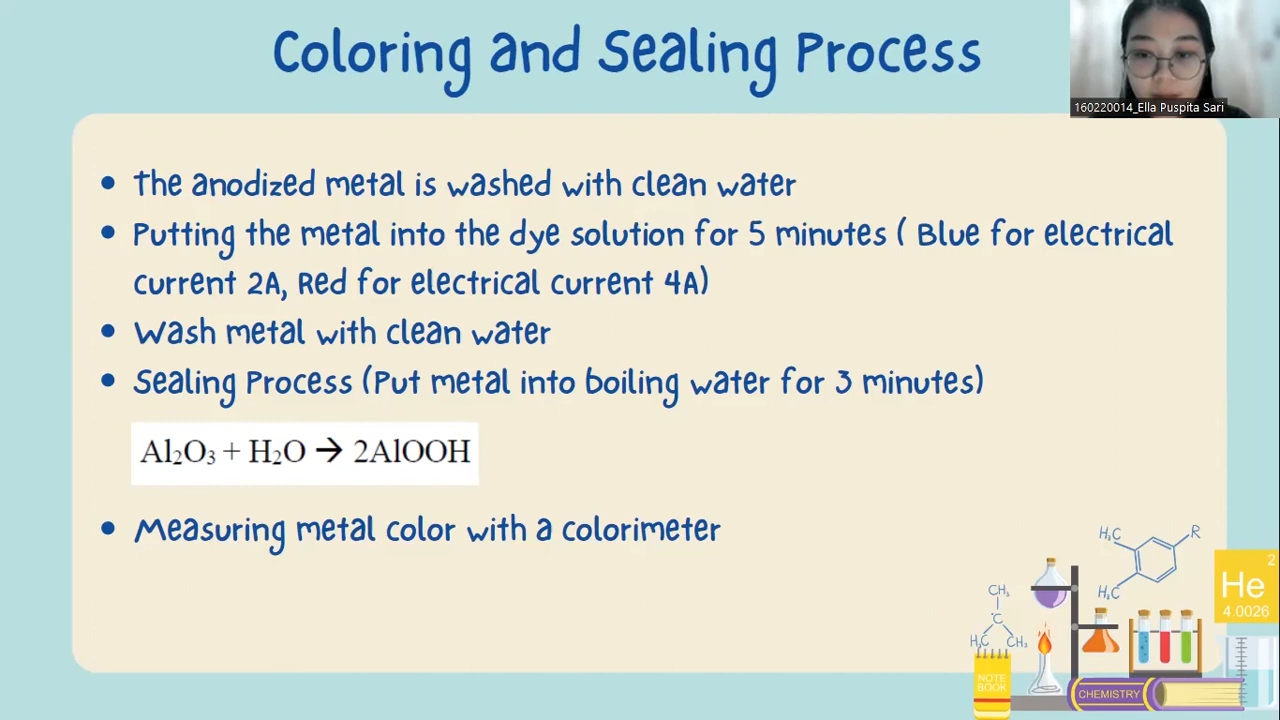 Coloring and Sealing Process
160220014_Ella Puspita Sari
• The anodized metal is washed with clean water
• Putting the metal into the dye solution for 5 minutes ( Blue for electrical
current 2A, Red for electrical current 4A)
• Wash metal with clean water
• Sealing Process (Put metal into boiling water for 3 minutes)
Al₂O₃ + H₂O → 2AlOOH
• Measuring metal color with a colorimeter
H₃C
R
H₃C
2
He
4.0026
CH₃
C
H₃C
CH₃
NOTE
BOOK
CHEMISTRY